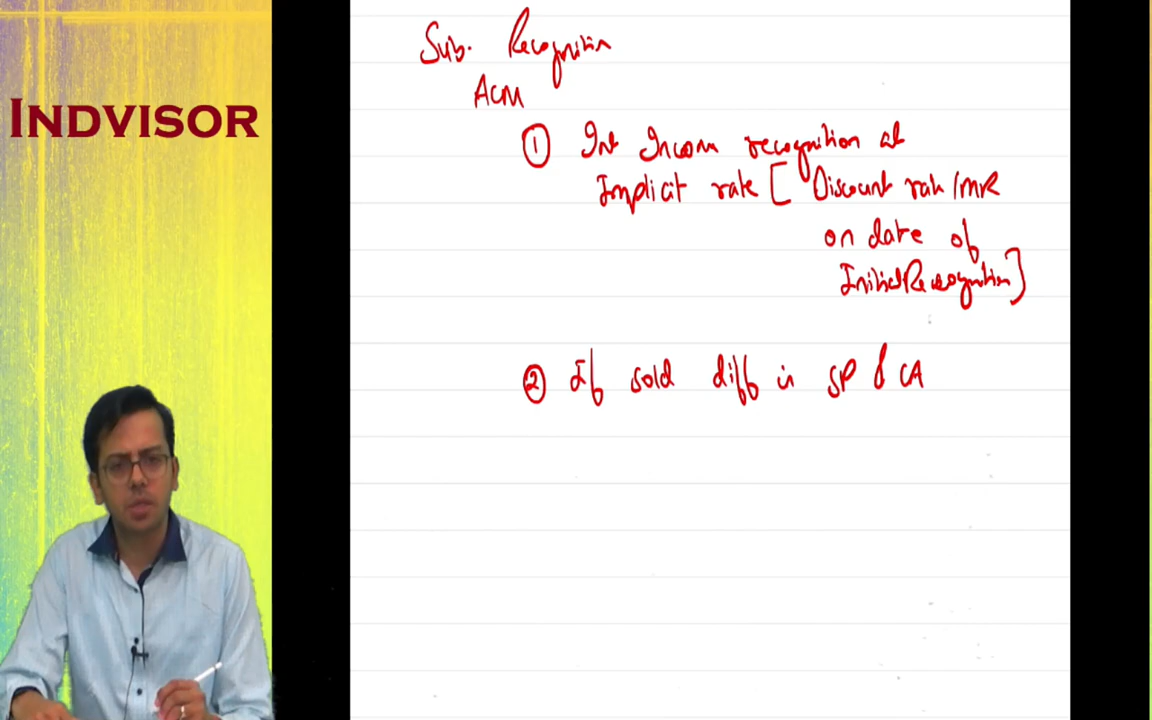 INDVISOR
Sub. Recognition
ACM
① Int Income recognition at
Implicit rate [ Discount rate / MR
on date of
Initial Recognition ]
② If sold diff in SP & CA